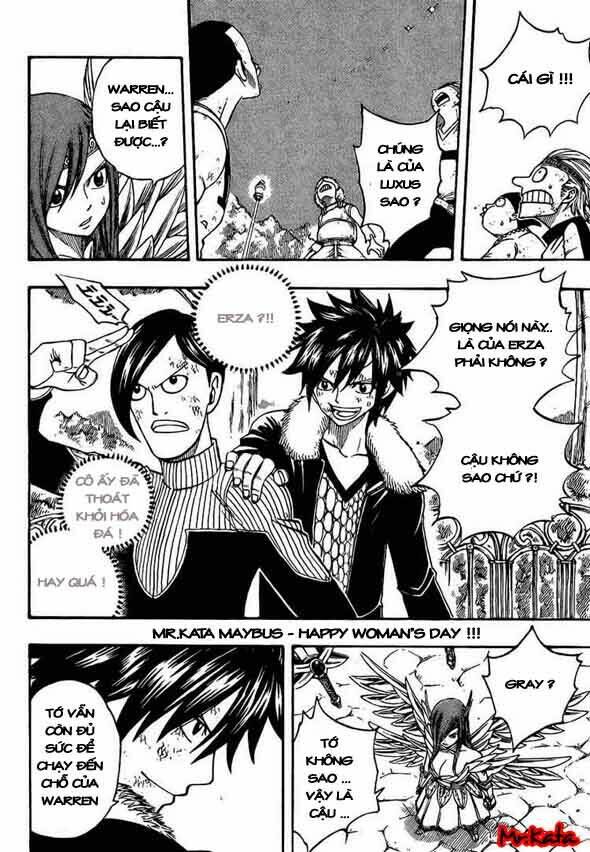 CÁI GÌ !!!
CHÚNG
LÀ CỦA
LUXUS
SAO ?
WARREN...
SAO CẬU
LẠI BIẾT
ĐƯỢC...?
GIỌNG NÓI NÀY..
LÀ CỦA ERZA
PHẢI KHÔNG ?
CẬU KHÔNG
SAO CHỨ ?!
ERZA ?!!
CÔ ẤY ĐÃ
THOÁT
KHỎI HÓA
ĐÁ !
HAY QUÁ !
MR.KATA MAYBUS - HAPPY WOMAN'S DAY !!!
GRAY ?
TỚ
KHÔNG
SAO ...
VẬY LÀ
CẬU ...
TỚ VẪN
CÒN ĐỦ
SỨC ĐỂ
CHẠY ĐẾN
CHỖ CỦA
WARREN
Mr.Kata